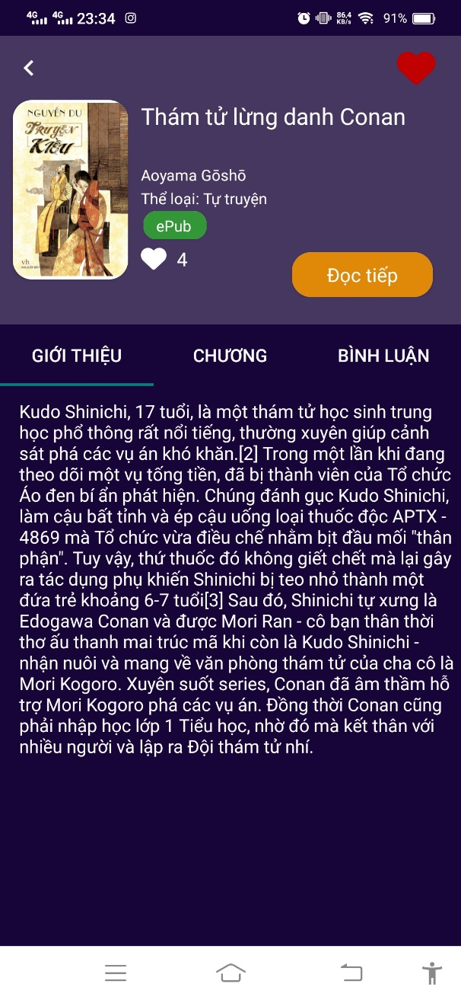 4G 4G 23:34 86,4 KB/s 91%
NGUYỄN DU
TRUYỆN
KIỀU
vh
Thám tử lừng danh Conan
Aoyama Gōshō
Thể loại: Tự truyện
ePub
4
Đọc tiếp
GIỚI THIỆU CHƯƠNG BÌNH LUẬN
Kudo Shinichi, 17 tuổi, là một thám tử học sinh trung
học phổ thông rất nổi tiếng, thường xuyên giúp cảnh
sát phá các vụ án khó khăn.[2] Trong một lần khi đang
theo dõi một vụ tống tiền, đã bị thành viên của Tổ chức
Áo đen bí ẩn phát hiện. Chúng đánh gục Kudo Shinichi,
làm cậu bất tỉnh và ép cậu uống loại thuốc độc APTX -
4869 mà Tổ chức vừa điều chế nhằm bịt đầu mối "thân
phận". Tuy vậy, thứ thuốc đó không giết chết mà lại gây
ra tác dụng phụ khiến Shinichi bị teo nhỏ thành một
đứa trẻ khoảng 6-7 tuổi[3] Sau đó, Shinichi tự xưng là
Edogawa Conan và được Mori Ran - cô bạn thân thời
thơ ấu thanh mai trúc mã khi còn là Kudo Shinichi -
nhận nuôi và mang về văn phòng thám tử của cha cô là
Mori Kogoro. Xuyên suốt series, Conan đã âm thầm hỗ
trợ Mori Kogoro phá các vụ án. Đồng thời Conan cũng
phải nhập học lớp 1 Tiểu học, nhờ đó mà kết thân với
nhiều người và lập ra Đội thám tử nhí.